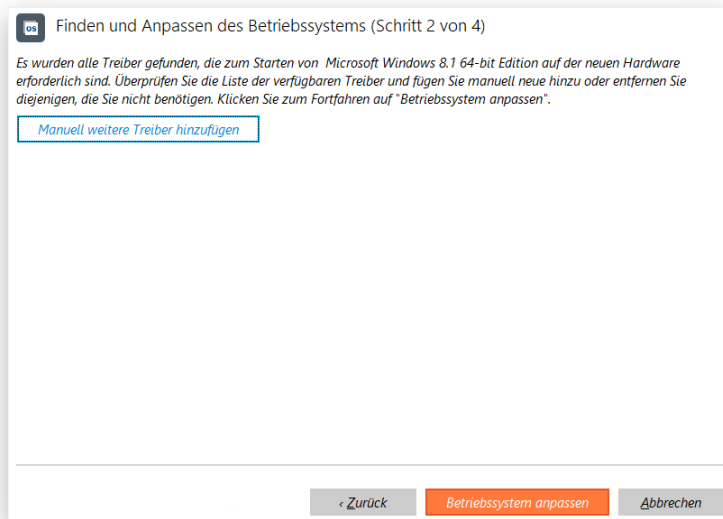 os
Finden und Anpassen des Betriebssystems (Schritt 2 von 4)
Es wurden alle Treiber gefunden, die zum Starten von  Microsoft Windows 8.1 64-bit Edition auf der neuen Hardware
erforderlich sind. Überprüfen Sie die Liste der verfügbaren Treiber und fügen Sie manuell neue hinzu oder entfernen Sie
diejenigen, die Sie nicht benötigen. Klicken Sie zum Fortfahren auf "Betriebssystem anpassen".
Manuell weitere Treiber hinzufügen
‹ Zurück Betriebssystem anpassen Abbrechen